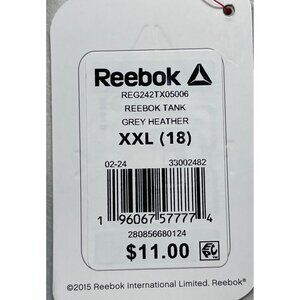 Reebok
REG242TX05006
REEBOK TANK
GREY HEATHER
XXL (18)
02-24 33002482
1 96067 57777 4
280856680124
$11.00
©2015 Reebok International Limited. Reebok®